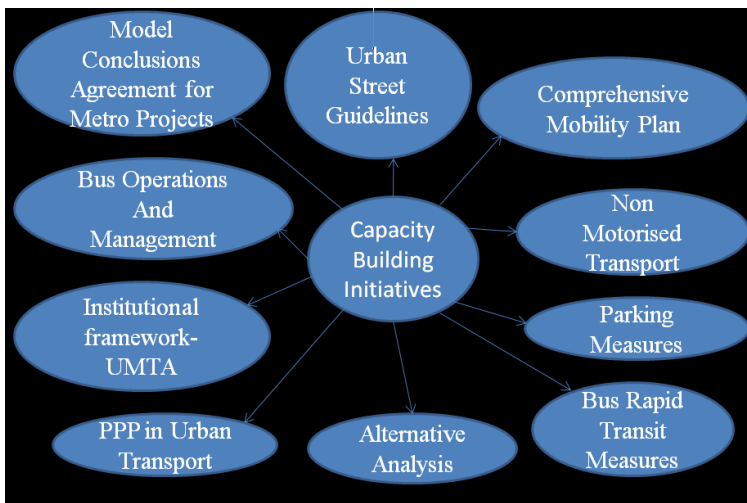 Model
Conclusions
Agreement for
Metro Projects
Urban
Street
Guidelines
Comprehensive
Mobility Plan
Bus Operations
And
Management
Capacity
Building
Initiatives
Non
Motorised
Transport
Institutional
framework-
UMTA
Parking
Measures
PPP in Urban
Transport
Alternative
Analysis
Bus Rapid
Transit
Measures